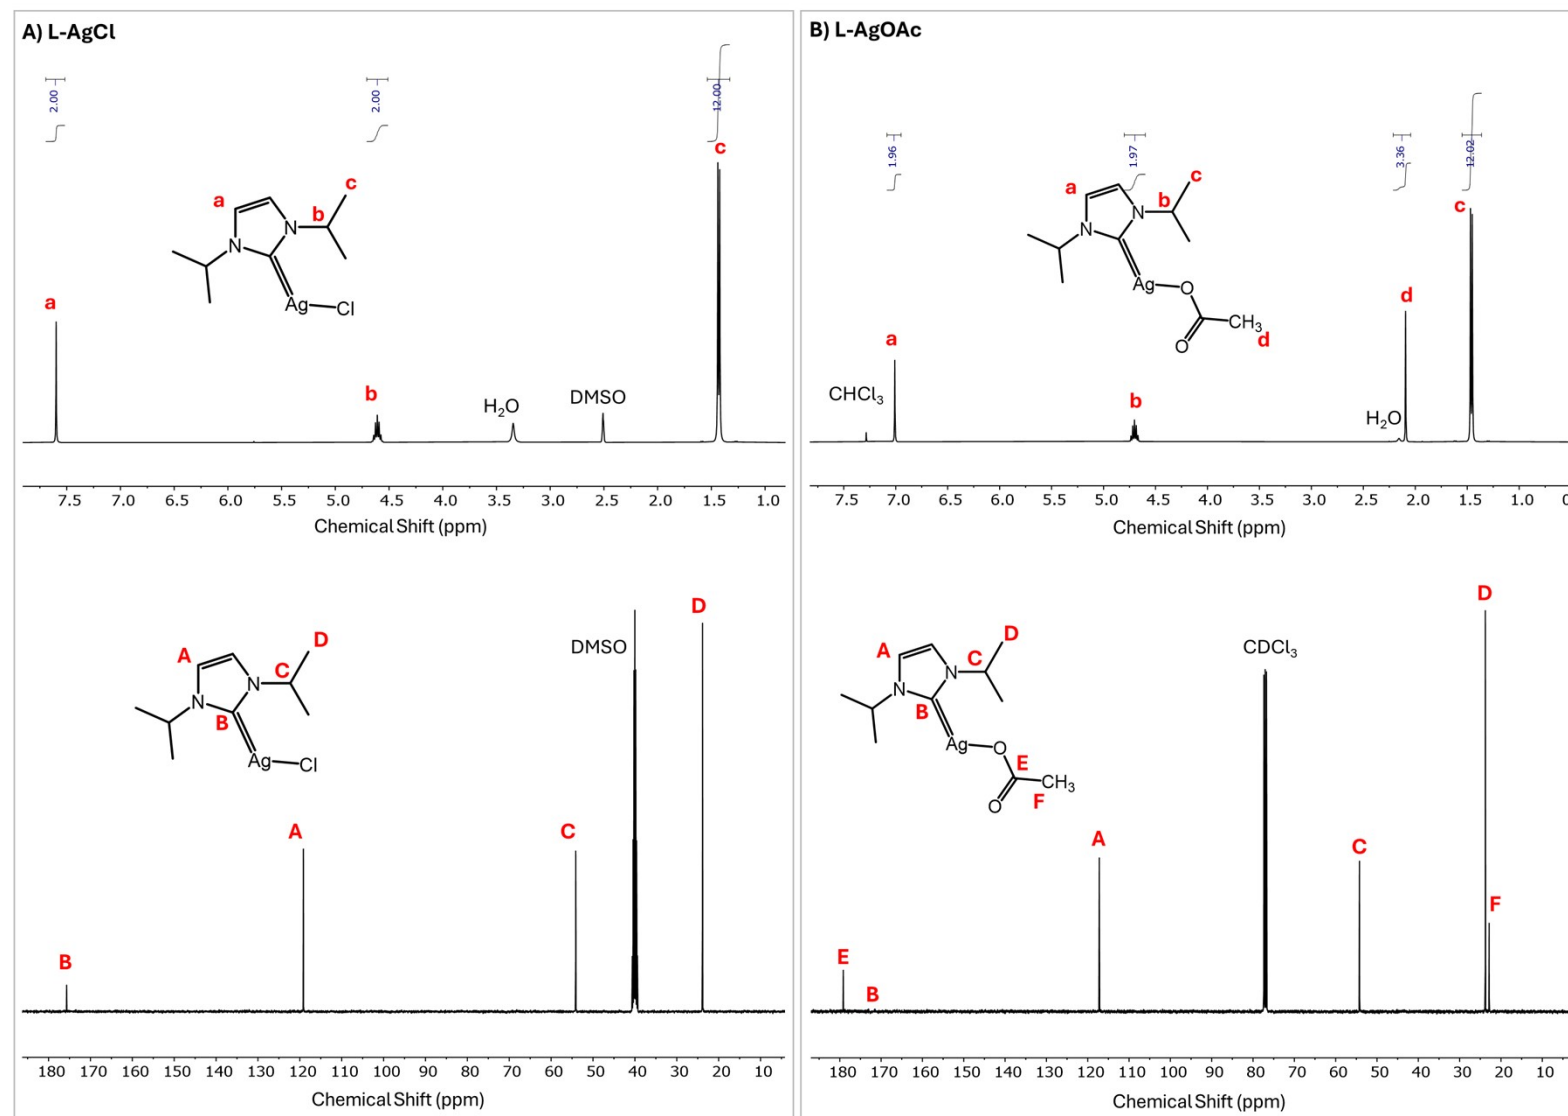 A) L-AgCl
2.00
2.00
12.00
c
a
c
b
N
N
Ag
Cl
a
b
H₂O
DMSO
7.5 7.0 6.5 6.0 5.5 5.0 4.5 4.0 3.5 3.0 2.5 2.0 1.5 1.0
Chemical Shift (ppm)
D
A
C
N
N
B
Ag
Cl
DMSO
D
A
C
B
180 170 160 150 140 130 120 110 100 90 80 70 60 50 40 30 20 10
Chemical Shift (ppm)
B) L-AgOAc
1.96
1.97
3.36
12.02
a
c
b
N
N
c
Ag
O
CH₃
O
d
d
a
CHCl₃
b
H₂O
7.5 7.0 6.5 6.0 5.5 5.0 4.5 4.0 3.5 3.0 2.5 2.0 1.5 1.0 0
Chemical Shift (ppm)
D
A
C
N
N
B
Ag
O
E
CH₃
O
F
CDCl₃
D
A
C
F
E
B
180 170 160 150 140 130 120 110 100 90 80 70 60 50 40 30 20 10
Chemical Shift (ppm)